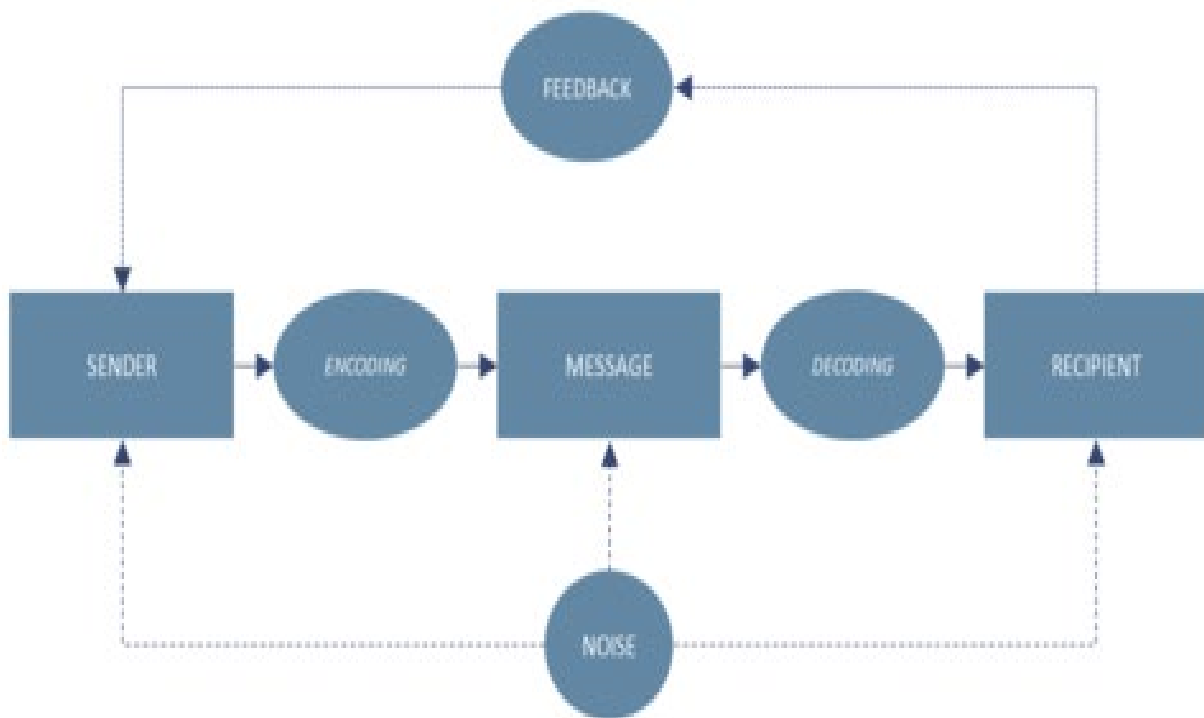 FEEDBACK
SENDER
ENCODING
MESSAGE
DECODING
RECIPIENT
NOISE